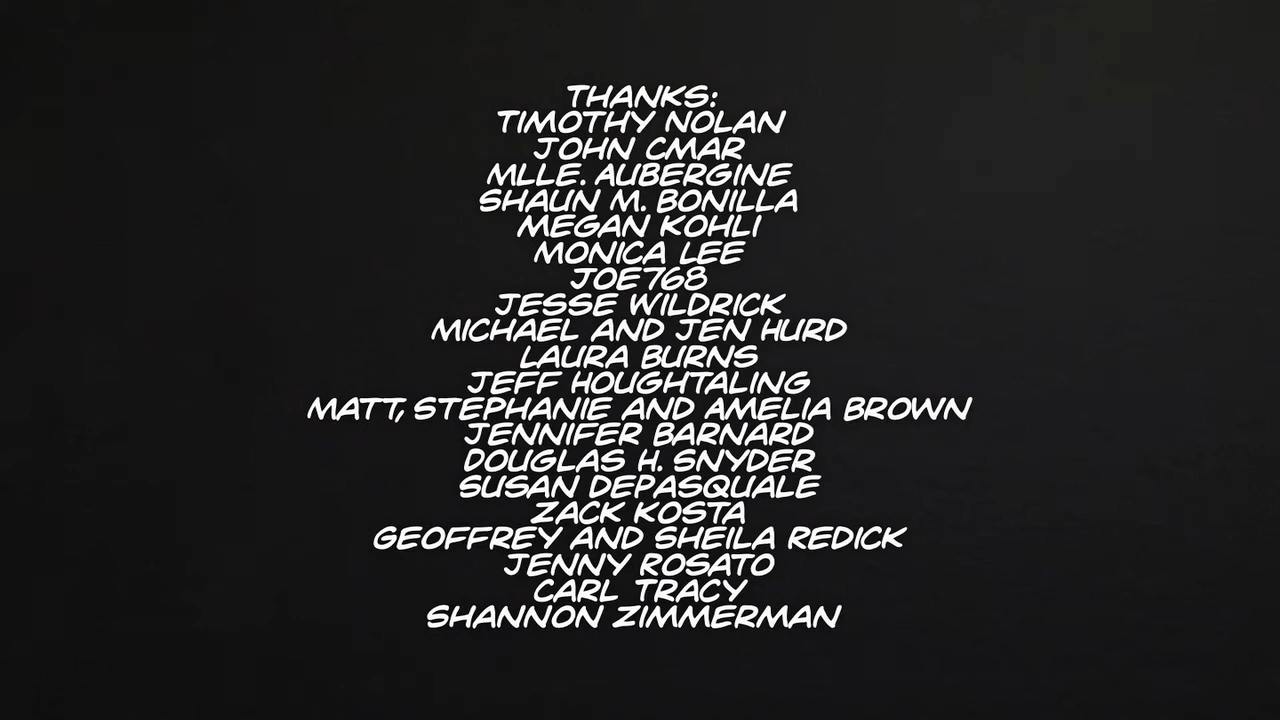 THANKS:
TIMOTHY NOLAN
JOHN CMAR
MLLE. AUBERGINE
SHAUN M. BONILLA
MEGAN KOHLI
MONICA LEE
JOE768
JESSE WILDRICK
MICHAEL AND JEN HURD
LAURA BURNS
JEFF HOUGHTALING
MATT, STEPHANIE AND AMELIA BROWN
JENNIFER BARNARD
DOUGLAS H. SNYDER
SUSAN DEPASQUALE
ZACK KOSTA
GEOFFREY AND SHEILA REDICK
JENNY ROSATO
CARL TRACY
SHANNON ZIMMERMAN